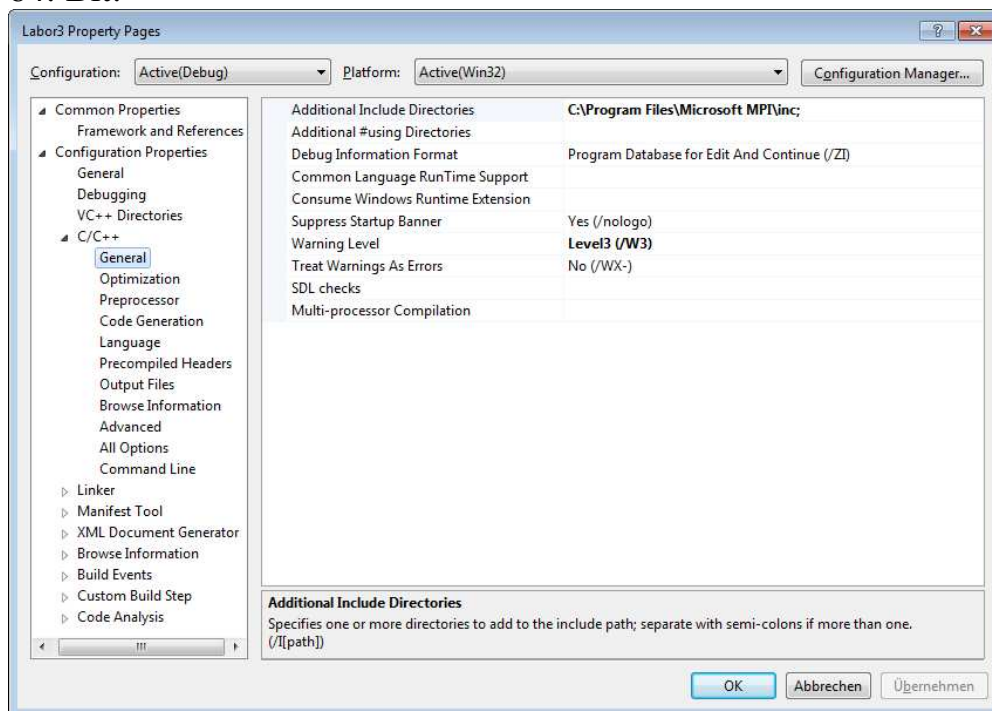 Labor3 Property Pages
Configuration: Active(Debug) Platform: Active(Win32) Configuration Manager...
Common Properties
Framework and References
Configuration Properties
General
Debugging
VC++ Directories
C/C++
General
Optimization
Preprocessor
Code Generation
Language
Precompiled Headers
Output Files
Browse Information
Advanced
All Options
Command Line
Linker
Manifest Tool
XML Document Generator
Browse Information
Build Events
Custom Build Step
Code Analysis
Additional Include Directories C:\Program Files\Microsoft MPI\inc;
Additional #using Directories
Debug Information Format Program Database for Edit And Continue (/ZI)
Common Language RunTime Support
Consume Windows Runtime Extension
Suppress Startup Banner Yes (/nologo)
Warning Level Level3 (/W3)
Treat Warnings As Errors No (/WX-)
SDL checks
Multi-processor Compilation
Additional Include Directories
Specifies one or more directories to add to the include path; separate with semi-colons if more than one.
(/I[path])
OK Abbrechen Übernehmen